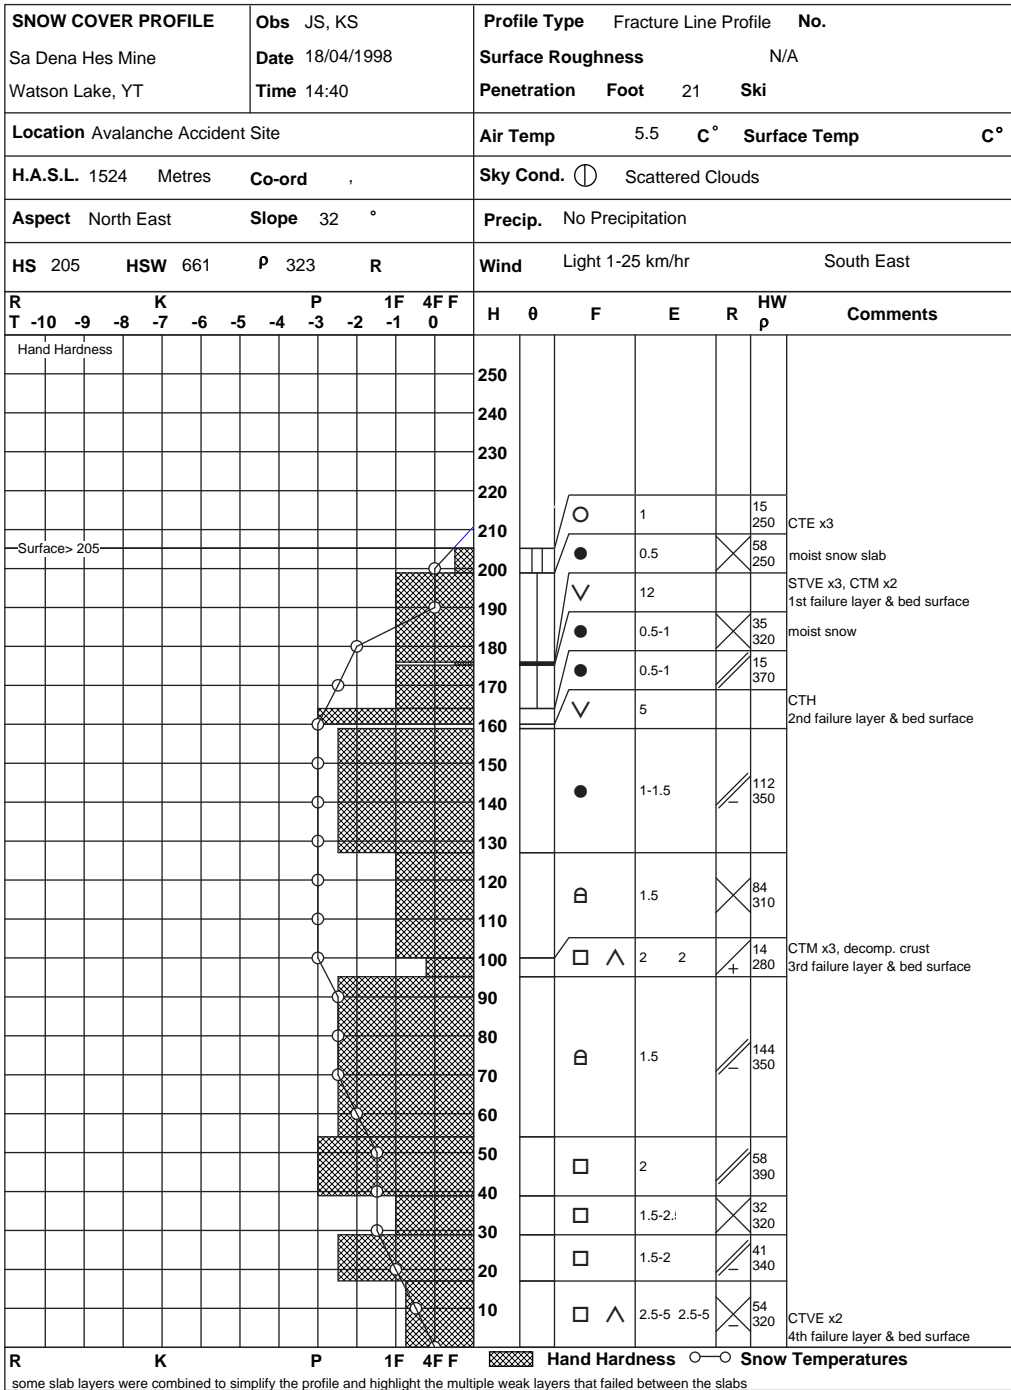 SNOW COVER PROFILE
Sa Dena Hes Mine
Watson Lake, YT
Obs JS, KS
Date 18/04/1998
Time 14:40
Profile Type Fracture Line Profile No.
Surface Roughness N/A
Penetration Foot 21 Ski
Location Avalanche Accident Site
Air Temp 5.5 C° Surface Temp C°
H.A.S.L. 1524 Metres Co-ord ,
Sky Cond. Scattered Clouds
Aspect North East Slope 32 °
Precip. No Precipitation
HS 205 HSW 661 ρ 323 R
Wind Light 1-25 km/hr South East
R K P 1F 4F F
T -10 -9 -8 -7 -6 -5 -4 -3 -2 -1 0
H θ F E R HW ρ Comments
Hand Hardness
250
240
230
220
210
Surface> 205
200
190
180
170
160
150
140
130
120
110
100
90
80
70
60
50
40
30
20
10
1 15 250 CTE x3
0.5 58 250 moist snow slab
12 STVE x3, CTM x2
1st failure layer & bed surface
0.5-1 35 320 moist snow
0.5-1 15 370
5 CTH
2nd failure layer & bed surface
1-1.5 112 350
1.5 84 310
2 2 + 14 280 CTM x3, decomp. crust
3rd failure layer & bed surface
1.5 144 350
2 58 390
1.5-2. 32 320
1.5-2 41 340
2.5-5 2.5-5 54 320 CTVE x2
4th failure layer & bed surface
R K P 1F 4F F
Hand Hardness Snow Temperatures
some slab layers were combined to simplify the profile and highlight the multiple weak layers that failed between the slabs